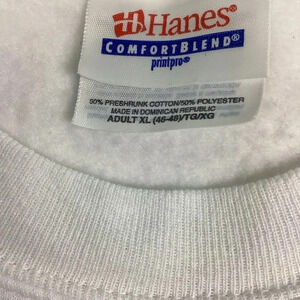 Hanes®
COMFORTBLEND®
printpro®
50% PRESHRUNK COTTON/50% POLYESTER
MADE IN DOMINICAN REPUBLIC
ADULT XL (46-48)/TG/XG